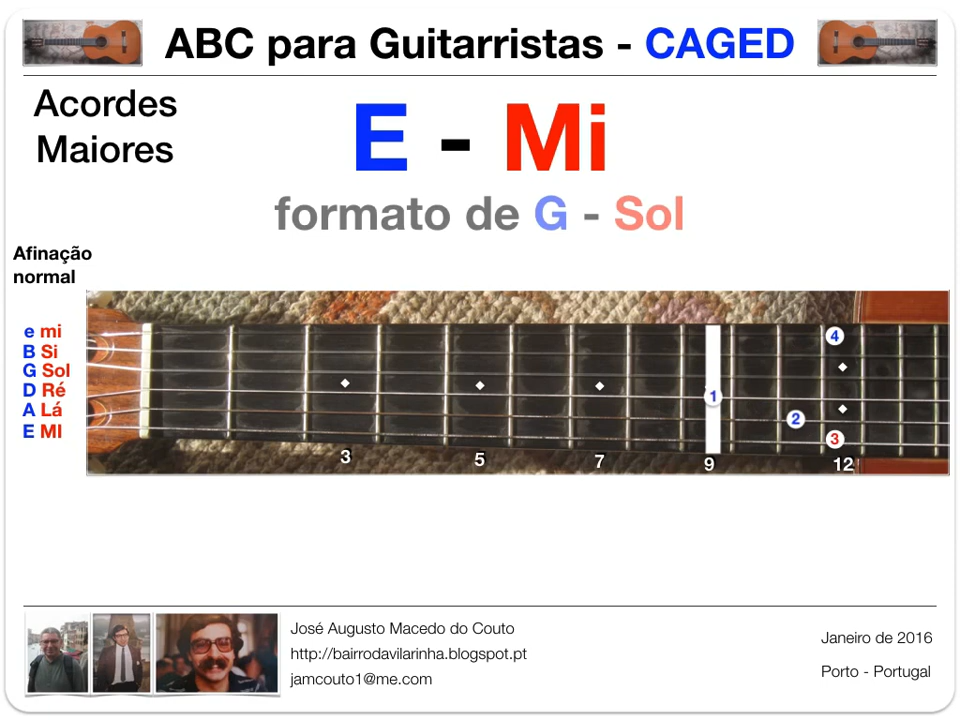 ABC para Guitarristas - CAGED
Acordes
Maiores
E - Mi
formato de G - Sol
Afinação
normal
e mi
B Si
G Sol
D Ré
A Lá
E MI
4
1
2
3
3
5
7
9
12
José Augusto Macedo do Couto
http://bairrodavilarinha.blogspot.pt
jamcouto1@me.com
Janeiro de 2016
Porto - Portugal